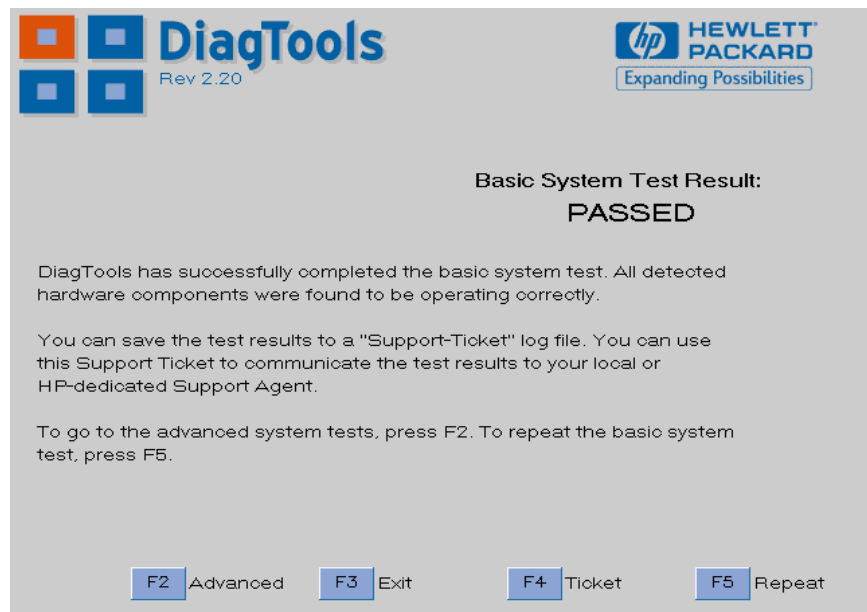 DiagTools
Rev 2.20
hp HEWLETT®
PACKARD
Expanding Possibilities
Basic System Test Result:
PASSED
DiagTools has successfully completed the basic system test. All detected
hardware components were found to be operating correctly.
You can save the test results to a "Support-Ticket" log file. You can use
this Support Ticket to communicate the test results to your local or
HP-dedicated Support Agent.
To go to the advanced system tests, press F2. To repeat the basic system
test, press F5.
F2 Advanced F3 Exit F4 Ticket F5 Repeat